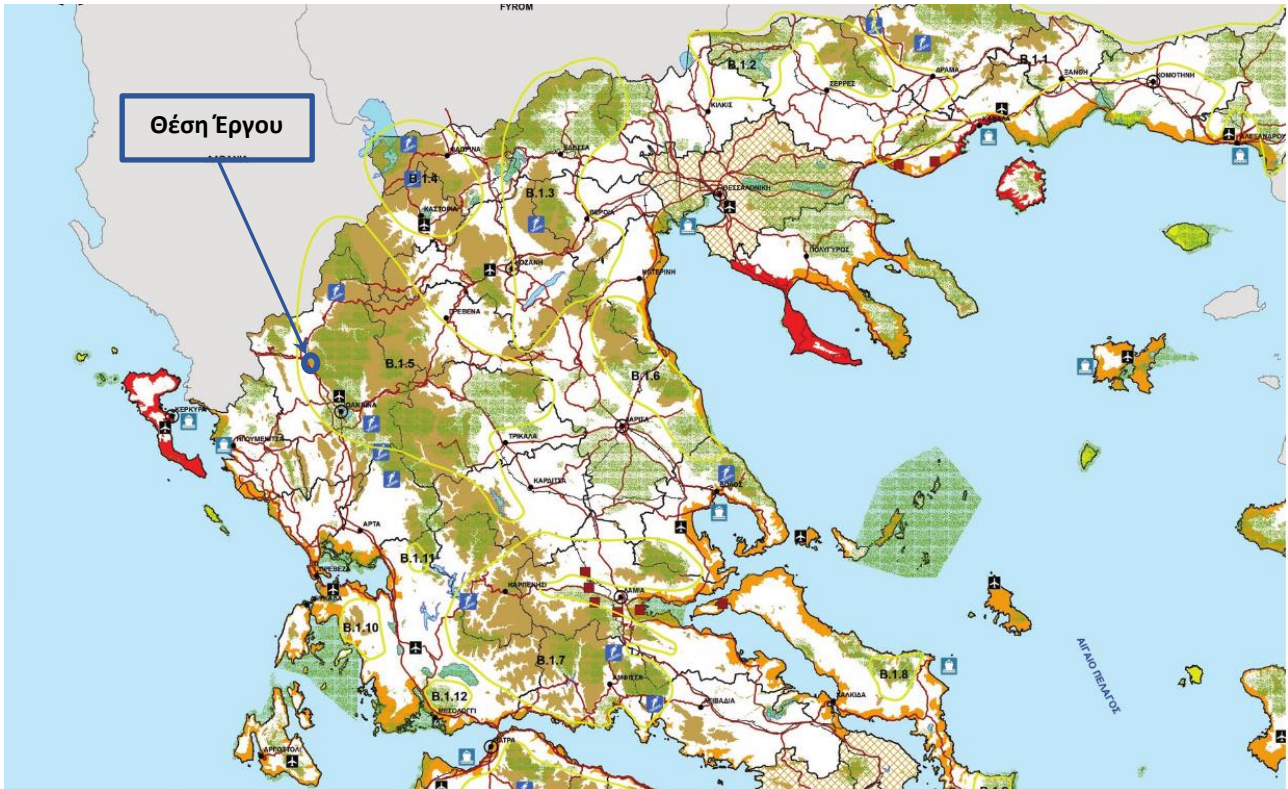 FYROM
B.1.2
B.1.1
ΔΡΑΜΑ
ΞΑΝΘΗ
ΚΟΜΟΤΗΝΗ
ΣΕΡΡΕΣ
ΚΙΛΚΙΣ
ΚΑΒΑΛΑ
Θέση Έργου
B.1.4
ΕΔΕΣΣΑ
B.1.3
ΘΕΣΣΑΛΟΝΙΚΗ
ΚΑΣΤΟΡΙΑ
ΒΕΡΟΙΑ
ΠΟΛΥΓΥΡΟΣ
ΚΟΖΑΝΗ
ΚΑΤΕΡΙΝΗ
ΓΡΕΒΕΝΑ
B.1.5
B.1.6
ΚΕΡΚΥΡΑ
ΛΑΡΙΣΑ
ΗΓΟΥΜΕΝΙΤΣΑ
ΤΡΙΚΑΛΑ
ΚΑΡΔΙΤΣΑ
ΒΟΛΟΣ
ΑΡΤΑ
B.1.11
ΠΡΕΒΕΖΑ
ΚΑΡΠΕΝΗΣΙ
ΛΑΜΙΑ
B.1.10
ΑΙΓΑΙΟ ΠΕΛΑΓΟΣ
B.1.7
B.1.8
ΑΜΦΙΣΣΑ
B.1.12
ΜΕΣΟΛΟΓΓΙ
ΛΕΙΒΑΔΙΑ
ΧΑΛΚΙΔΑ
ΠΑΤΡΑ
ΑΡΓΟΣΤΟΛΙ